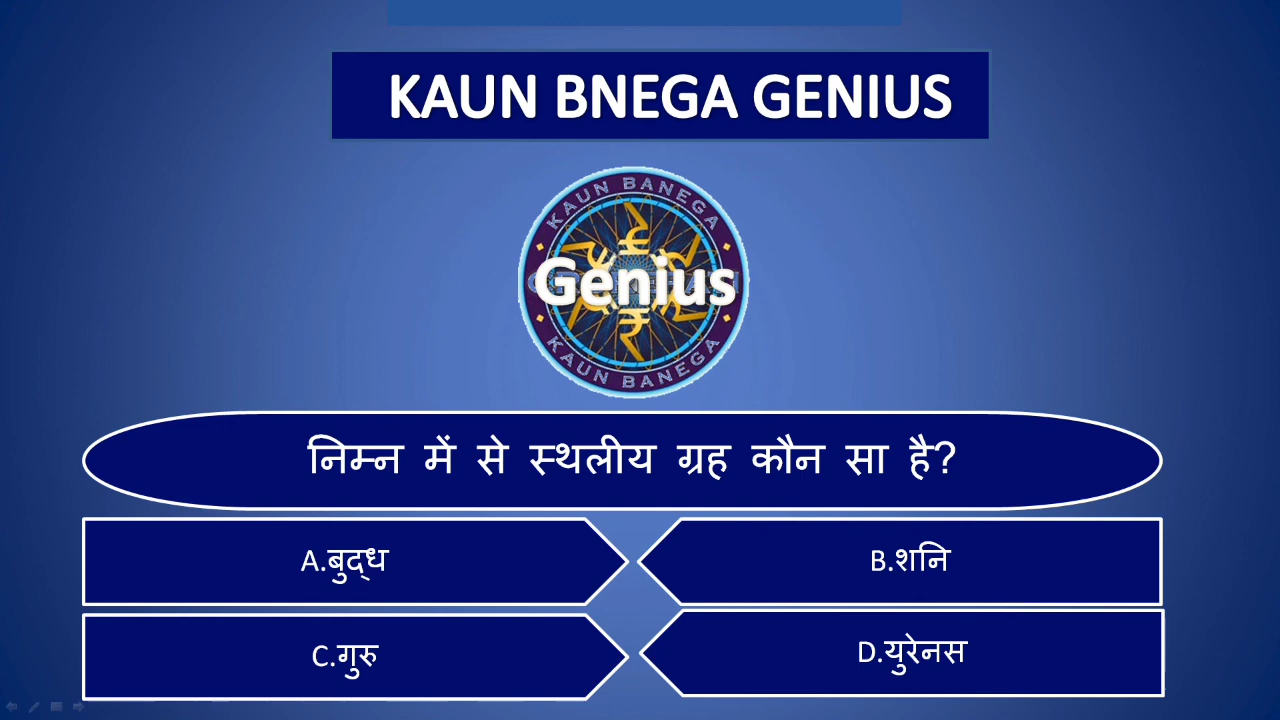 KAUN BNEGA GENIUS
KAUN BANEGA
Genius
KAUN BANEGA
निम्न में से स्थलीय ग्रह कौन सा है?
A.बुद्ध
B.शनि
C.गुरु
D.युरेनस